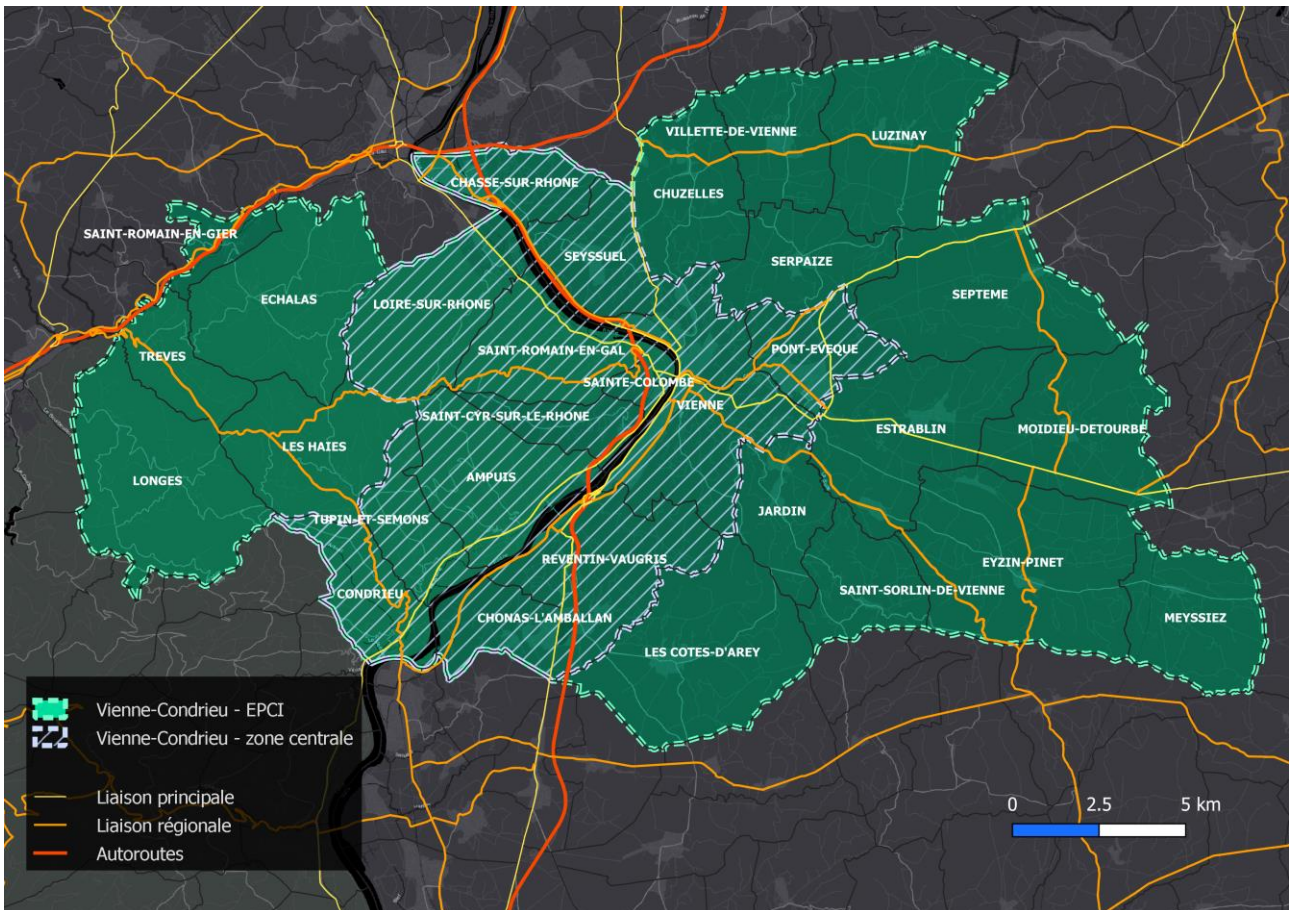 VILLETTE-DE-VIENNE
LUZINAY
CHASSE-SUR-RHONE
CHUZELLES
SAINT-ROMAIN-EN-GIER
SEYSSUEL
SERPAIZE
ECHALAS
LOIRE-SUR-RHONE
SEPTEME
TREVES
SAINT-ROMAIN-EN-GAL
PONT-EVEQUE
SAINTE-COLOMBE
VIENNE
SAINT-CYR-SUR-LE-RHONE
ESTRABLIN
MOIDIEU-DETOURBE
LES HAIES
LONGES
AMPUIS
JARDIN
TUPIN-ET-SEMONS
REVENTIN-VAUGRIS
EYZIN-PINET
CONDRIEU
SAINT-SORLIN-DE-VIENNE
CHONAS-L'AMBALLAN
MEYSSIEZ
LES COTES-D'AREY
Vienne-Condrieu - EPCI
Vienne-Condrieu - zone centrale
Liaison principale
Liaison régionale
Autoroutes
0 2.5 5 km